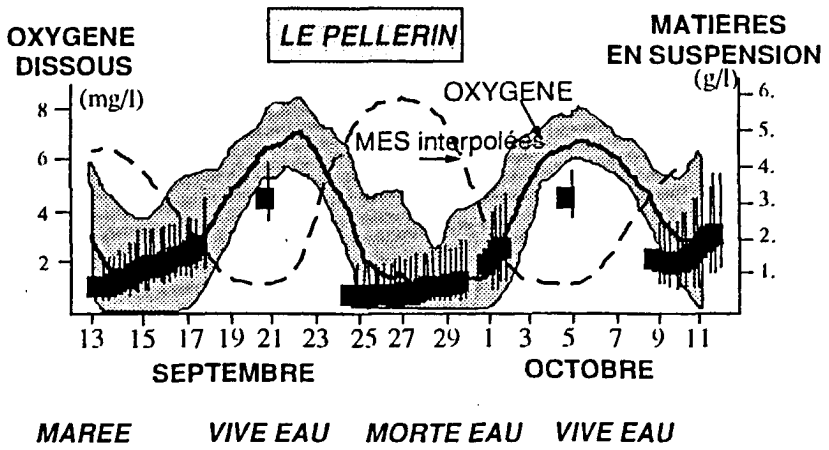 LE PELLERIN
OXYGENE
DISSOUS
(mg/l)
MATIERES
EN SUSPENSION
(g/l)
OXYGENE
MES interpolées
8
6
4
2
6.
5.
4.
3.
2.
1.
13 15 17 19 21 23 25 27 29 1 3 5 7 9 11
SEPTEMBRE OCTOBRE
MAREE VIVE EAU MORTE EAU VIVE EAU